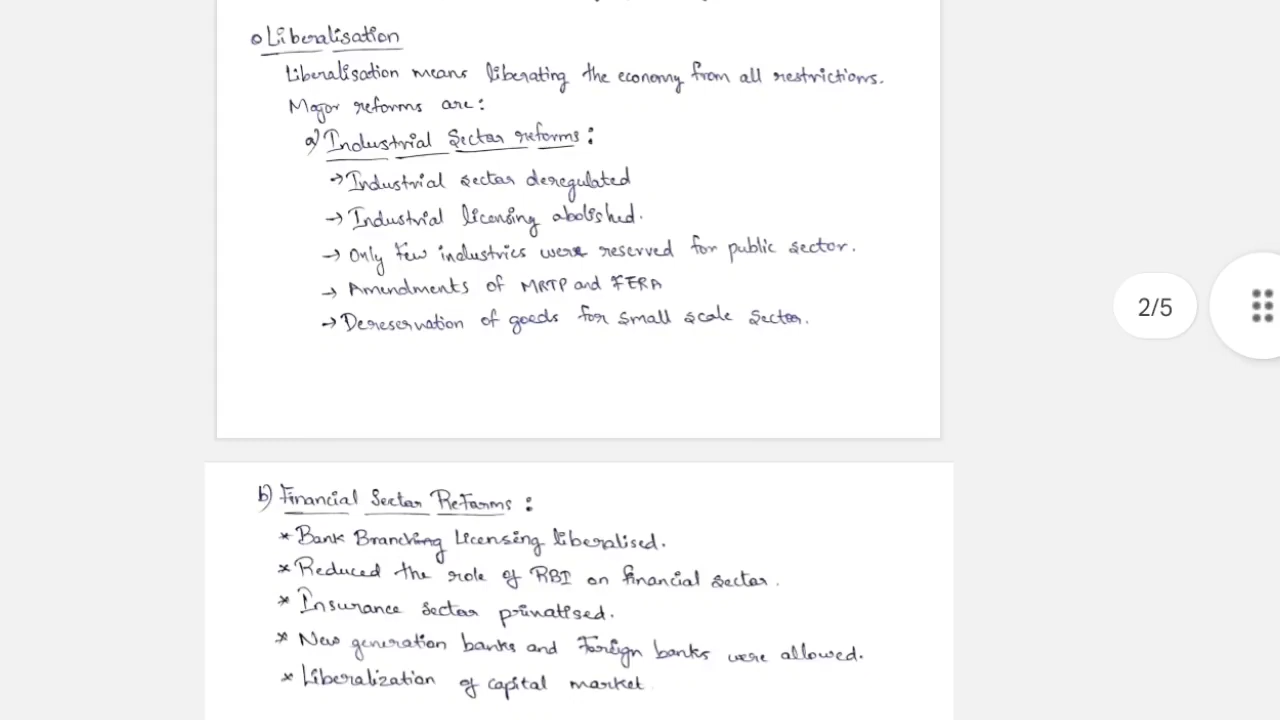 o Liberalisation
Liberalisation means liberating the economy from all restrictions.
Major reforms are:
a) Industrial Sector reforms:
→ Industrial sector deregulated
→ Industrial licensing abolished.
→ Only few industries were reserved for public sector.
→ Amendments of MRTP and FERA
→ Dereservation of goods for small scale sector.
2/5
b) Financial Sector Reforms:
* Bank Branching Licensing liberalised.
* Reduced the role of RBI on financial sector.
* Insurance sector privatised.
* New generation banks and Foreign banks were allowed.
* Liberalization of capital market